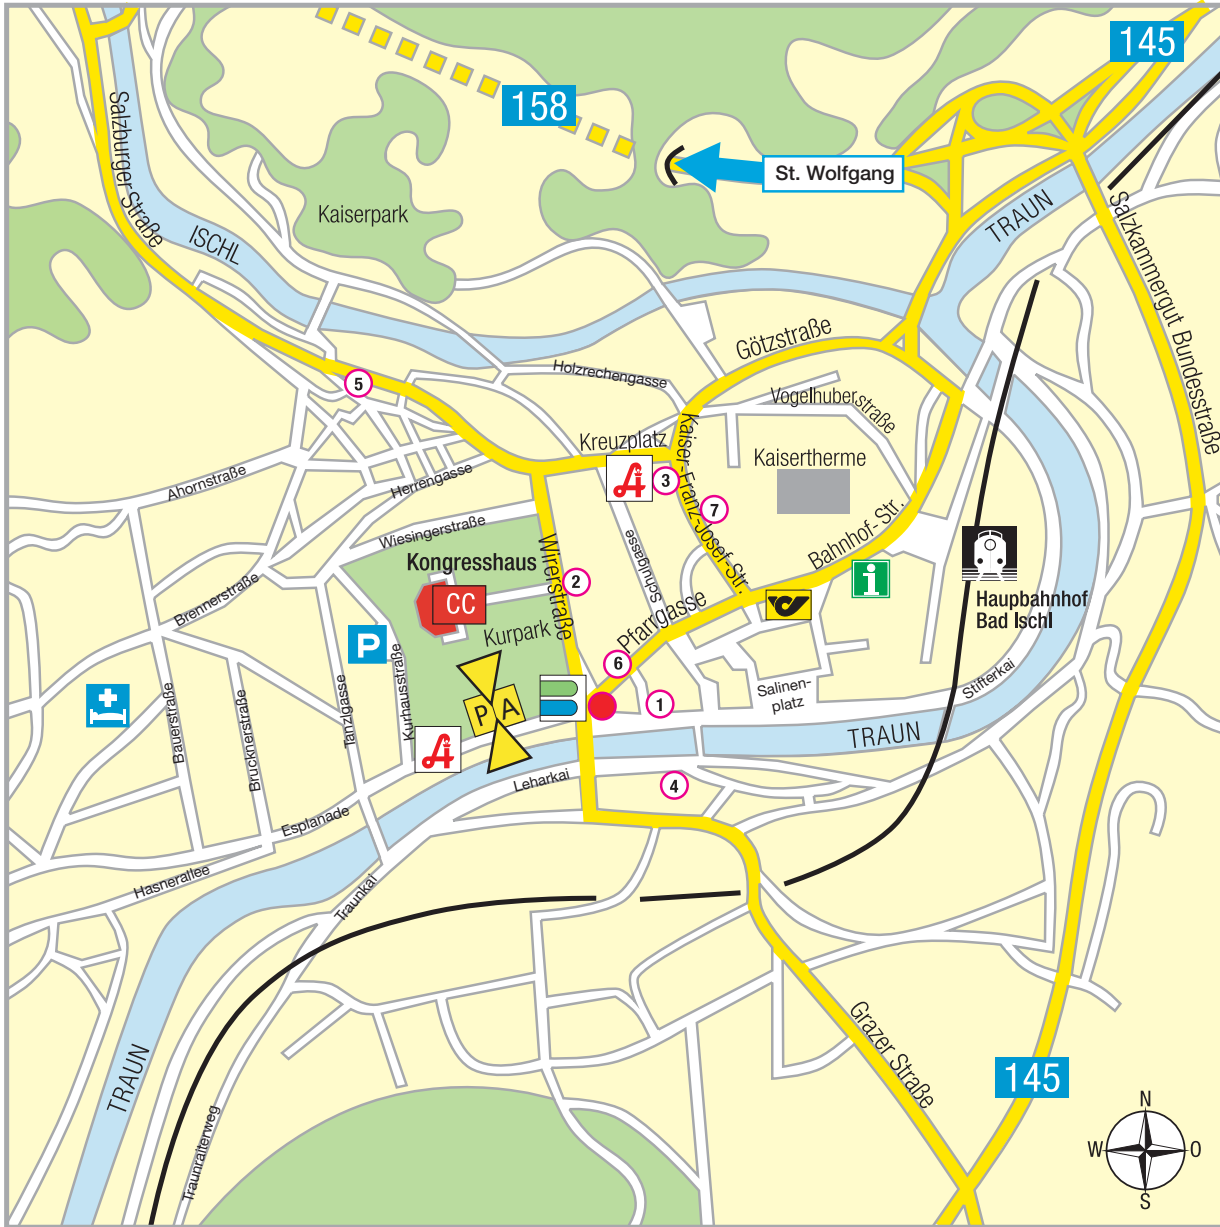 145
158
St. Wolfgang
Salzburger Straße
ISCHL
Kaiserpark
TRAUN
Salzkammergut Bundesstraße
Götzstraße
Holzrechengasse
5
Vogelhuberstraße
Kreuzplatz
Kaiser-Franz-Josef-Str.
Kaisertherme
Ahornstraße
Herrengasse
3
7
Wiesingerstraße
Schulgasse
Bahnhof-Str.
Kongresshaus
Wirerstraße
2
i
CC
Haupbahnhof
Bad Ischl
Brennerstraße
Kurpark
Pfarrgasse
P
6
Stifterkai
Salinen-
platz
Kurhausstraße
PA
1
Bauerstraße
Brucknerstraße
Tanzlgasse
TRAUN
Leharkai
4
Esplanade
Hasnerallee
Traunkai
Grazer Straße
TRAUN
145
Traunraiterweg
N
W
O
S